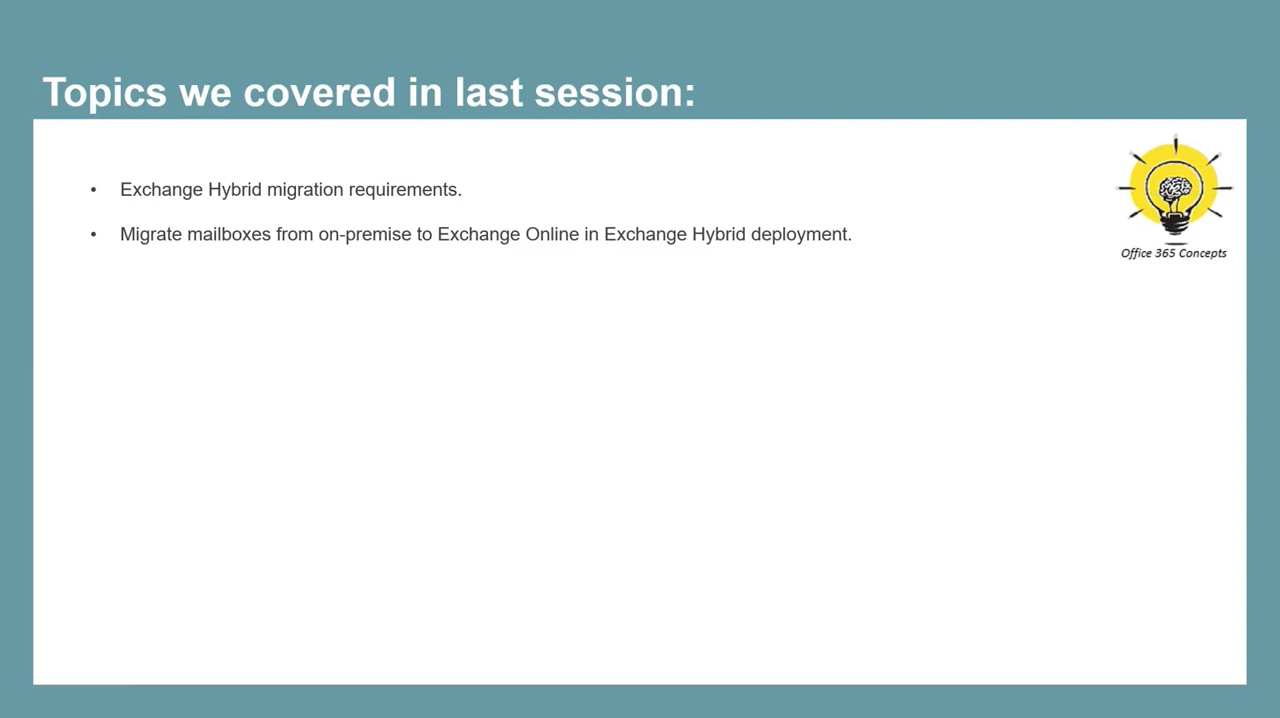 Topics we covered in last session:
• Exchange Hybrid migration requirements.
• Migrate mailboxes from on-premise to Exchange Online in Exchange Hybrid deployment.
Office 365 Concepts